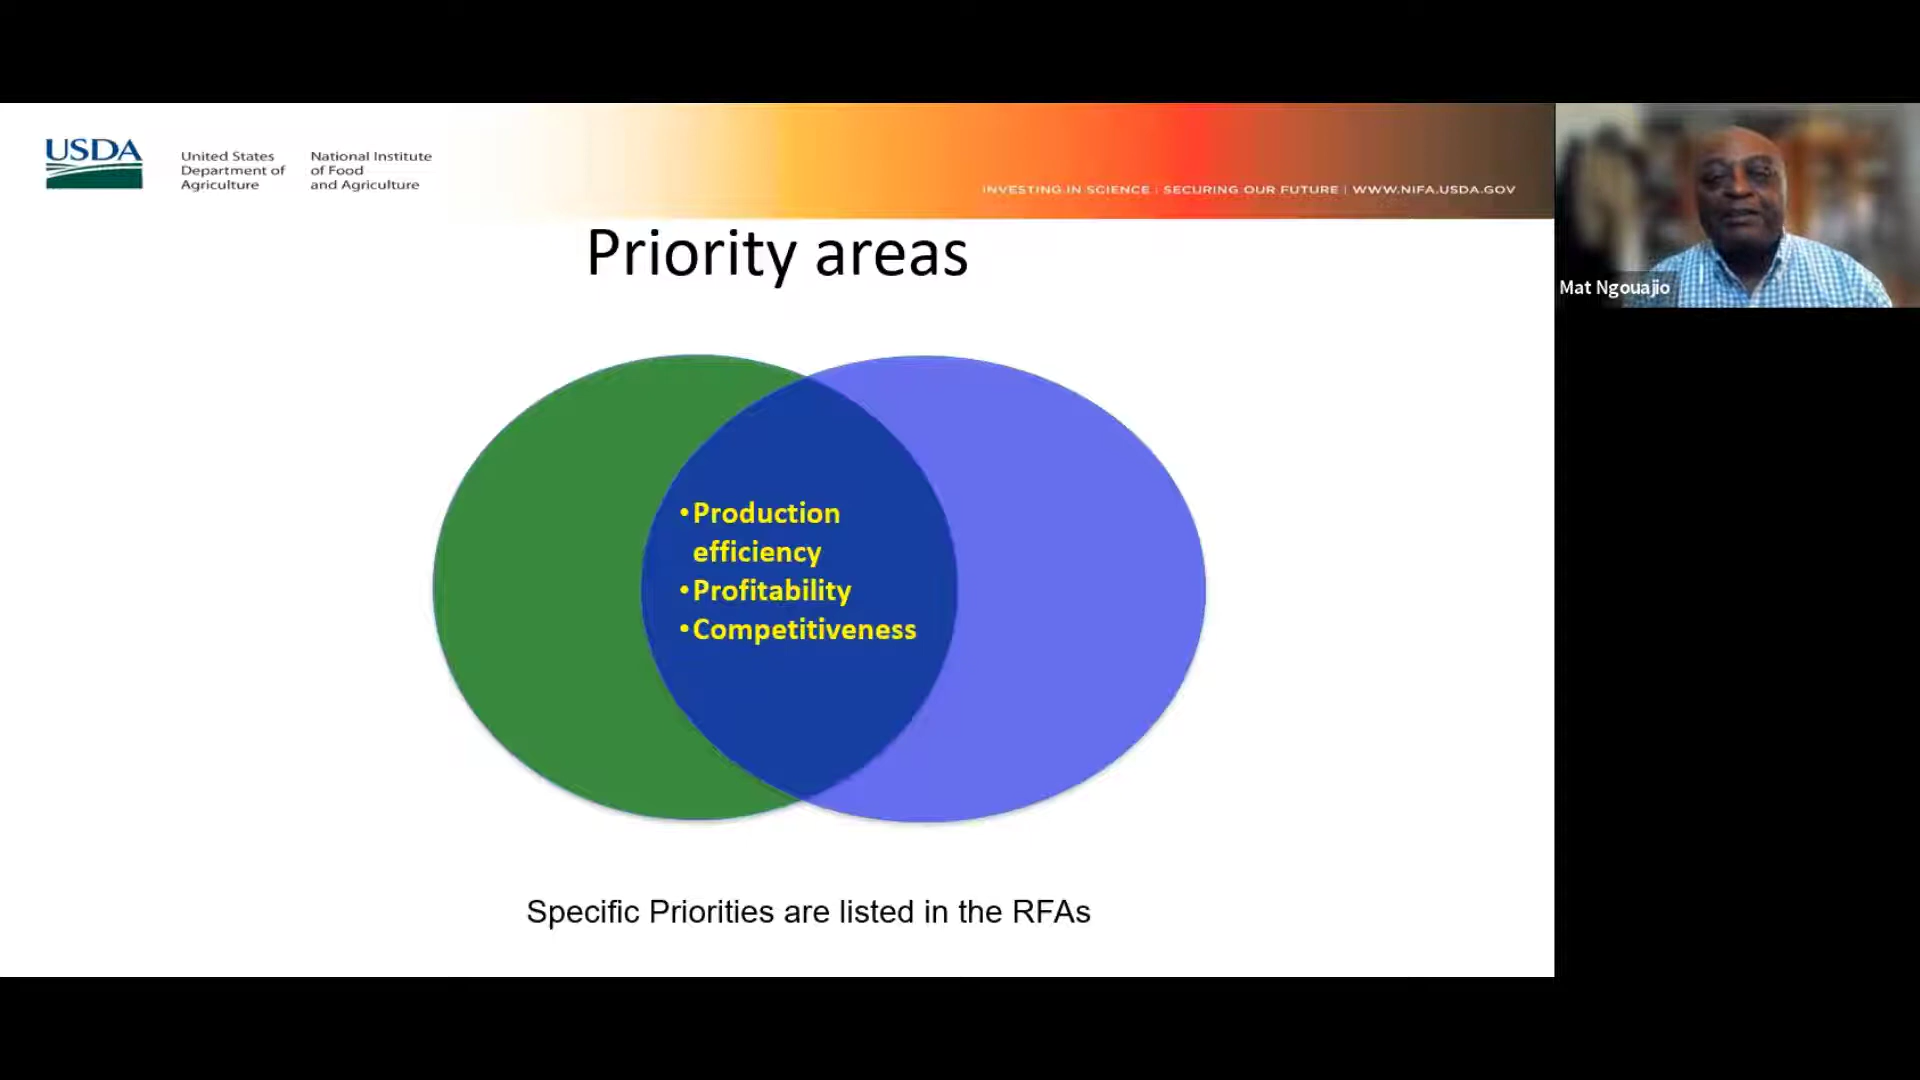 USDA
United States
Department of
Agriculture
National Institute
of Food
and Agriculture
INVESTING IN SCIENCE | SECURING OUR FUTURE | WWW.NIFA.USDA.GOV
Priority areas
•Production
efficiency
•Profitability
•Competitiveness
Specific Priorities are listed in the RFAs
Mat Ngouajio